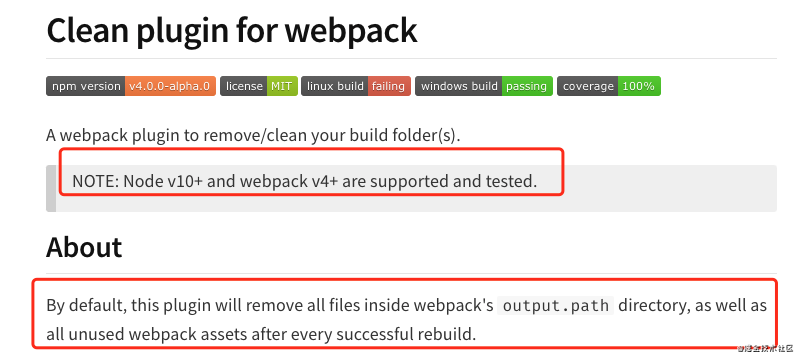 Clean plugin for webpack
npm version v4.0.0-alpha.0 license MIT linux build failing windows build passing coverage 100%
A webpack plugin to remove/clean your build folder(s).
NOTE: Node v10+ and webpack v4+ are supported and tested.
About
By default, this plugin will remove all files inside webpack's output.path directory, as well as
all unused webpack assets after every successful rebuild.
@稀土掘金技术社区